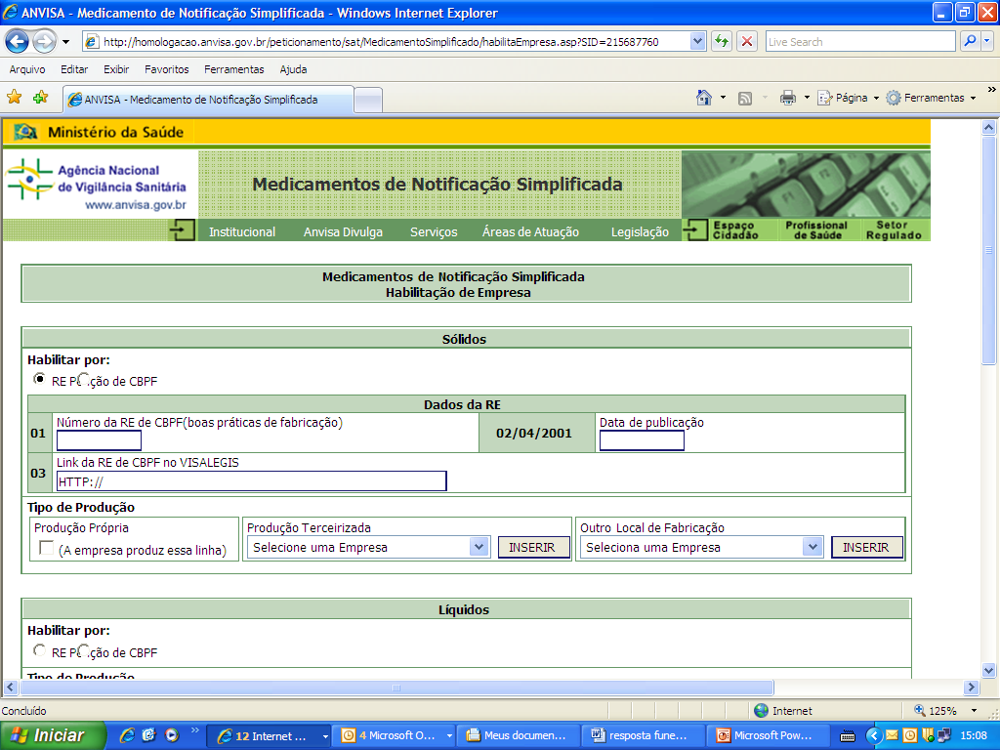 ANVISA - Medicamento de Notificação Simplificada - Windows Internet Explorer
http://homologacao.anvisa.gov.br/peticionamento/sat/MedicamentoSimplificado/habilitaEmpresa.asp?SID=215687760
Live Search
Arquivo Editar Exibir Favoritos Ferramentas Ajuda
ANVISA - Medicamento de Notificação Simplificada
Página Ferramentas
Ministério da Saúde
Agência Nacional
de Vigilância Sanitária
www.anvisa.gov.br
Medicamentos de Notificação Simplificada
Institucional Anvisa Divulga Serviços Áreas de Atuação Legislação
Espaço Cidadão
Profissional de Saúde
Setor Regulado
Medicamentos de Notificação Simplificada
Habilitação de Empresa
Sólidos
Habilitar por:
RE P ção de CBPF
Dados da RE
01 Número da RE de CBPF(boas práticas de fabricação) 02/04/2001 Data de publicação
03 Link da RE de CBPF no VISALEGIS
HTTP://
Tipo de Produção
Produção Própria Produção Terceirizada Outro Local de Fabricação
(A empresa produz essa linha) Selecione uma Empresa INSERIR Seleciona uma Empresa INSERIR
Líquidos
Habilitar por:
RE P ção de CBPF
Tipo de Produção
Concluído Internet 125%
Iniciar 12 Internet ... 4 Microsoft O... Meus documen... resposta fune... Microsoft Pow... 15:08